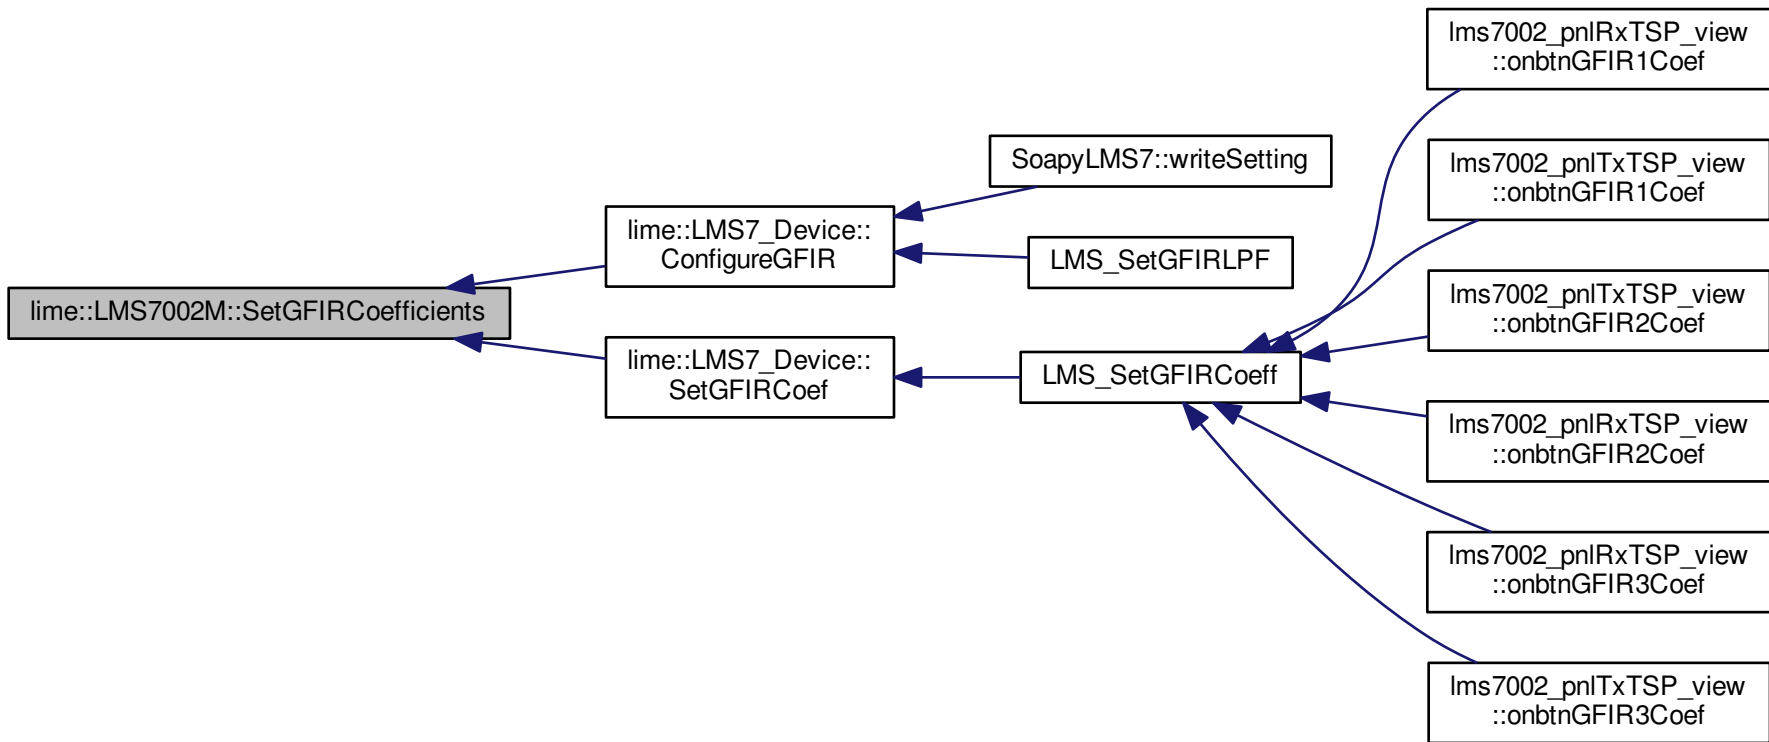 lime::LMS7002M::SetGFIRCoefficients
lime::LMS7_Device::
ConfigureGFIR
SoapyLMS7::writeSetting
LMS_SetGFIRLPF
lime::LMS7_Device::
SetGFIRCoef
LMS_SetGFIRCoeff
lms7002_pnlRxTSP_view
::onbtnGFIR1Coef
lms7002_pnlTxTSP_view
::onbtnGFIR1Coef
lms7002_pnlTxTSP_view
::onbtnGFIR2Coef
lms7002_pnlRxTSP_view
::onbtnGFIR2Coef
lms7002_pnlRxTSP_view
::onbtnGFIR3Coef
lms7002_pnlTxTSP_view
::onbtnGFIR3Coef